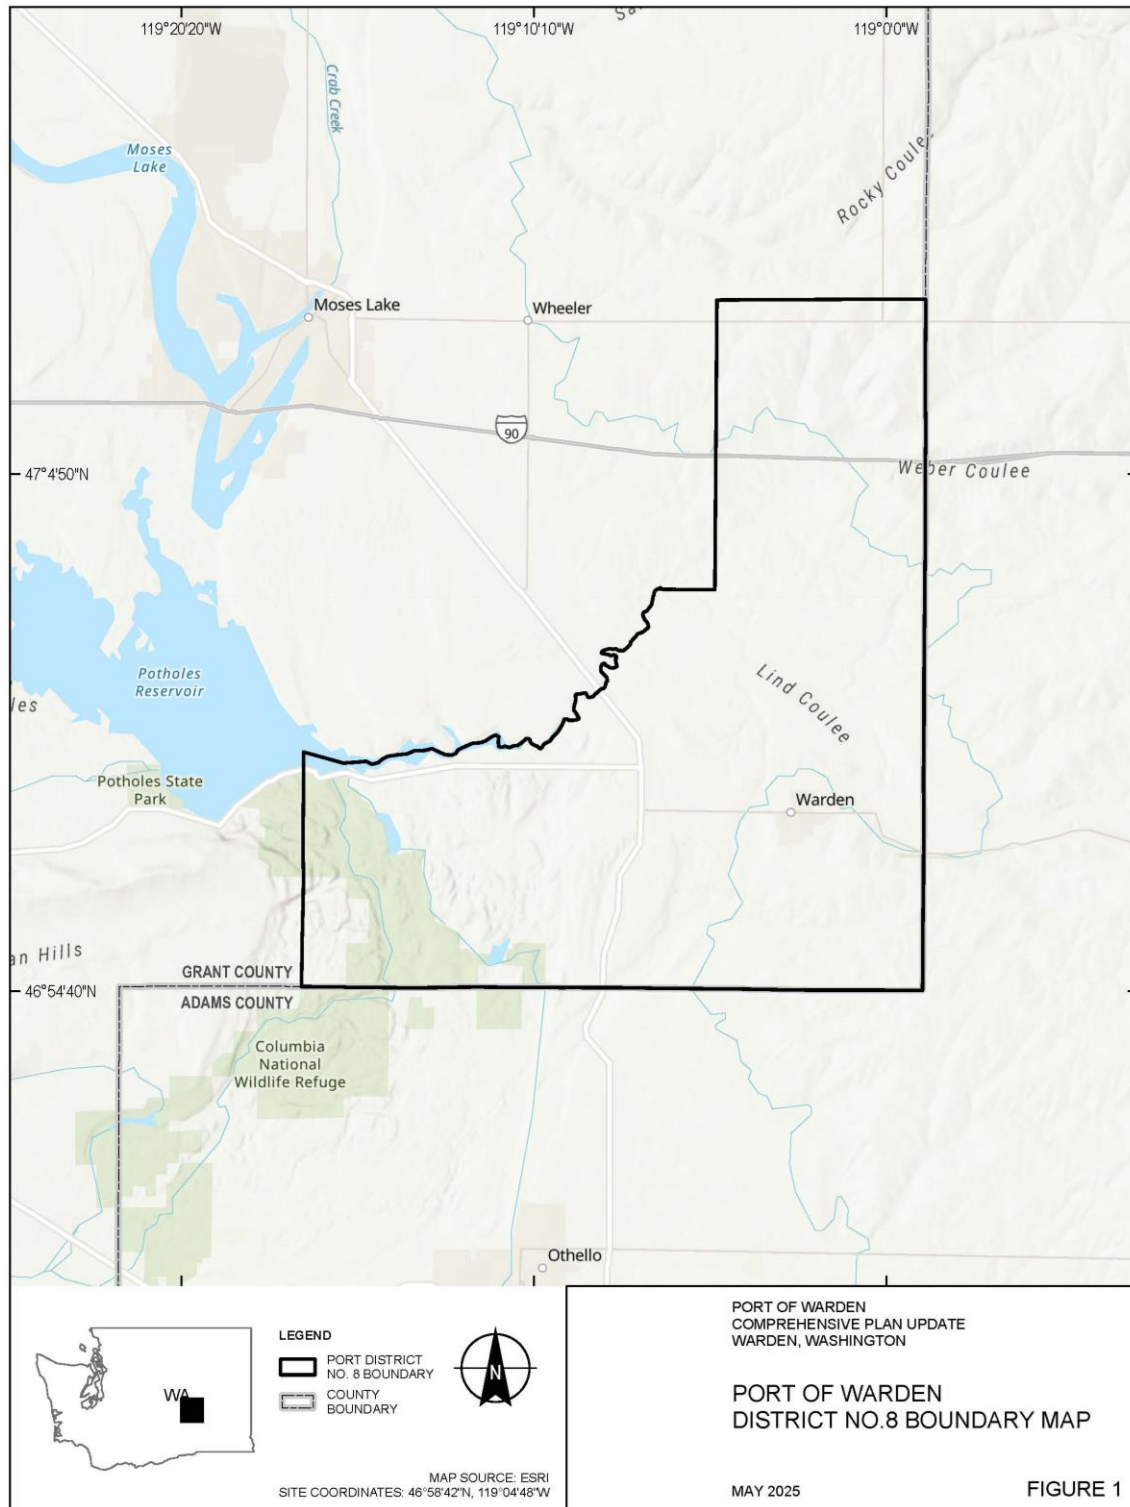 119°20'20"W
119°10'10"W
119°0'0"W
Crab Creek
Moses
Lake
Rocky Coulee
Moses Lake
Wheeler
90
47°4'50"N
Weber Coulee
Potholes
Reservoir
les
Lind Coulee
Potholes State
Park
Warden
an Hills
GRANT COUNTY
46°54'40"N
ADAMS COUNTY
Columbia
National
Wildlife Refuge
Othello
WA
LEGEND
PORT DISTRICT
NO. 8 BOUNDARY
COUNTY
BOUNDARY
N
MAP SOURCE: ESRI
SITE COORDINATES: 46°58'42"N, 119°04'48"W
PORT OF WARDEN
COMPREHENSIVE PLAN UPDATE
WARDEN, WASHINGTON
PORT OF WARDEN
DISTRICT NO.8 BOUNDARY MAP
MAY 2025
FIGURE 1